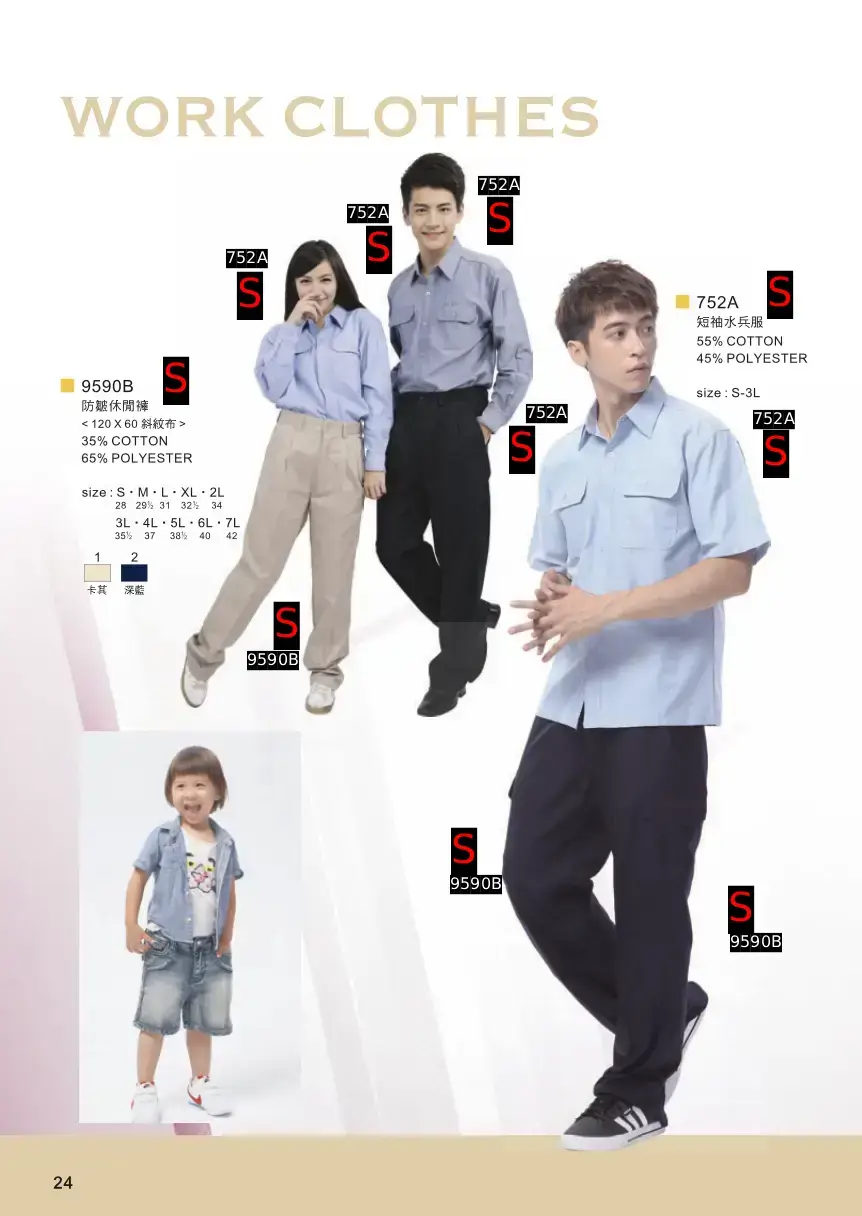 WORK CLOTHES
752A
S
752A
S
752A
S
752A
S
短袖水兵服
55% COTTON
45% POLYESTER
size : S-3L
9590B
S
防皺休閒褲
< 120 X 60 斜紋布 >
35% COTTON
65% POLYESTER
size : S・M・L・XL・2L
28 29½ 31 32½ 34
3L・4L・5L・6L・7L
35½ 37 38½ 40 42
1 2
卡其 深藍
752A
S
752A
S
S
9590B
S
9590B
S
9590B
24